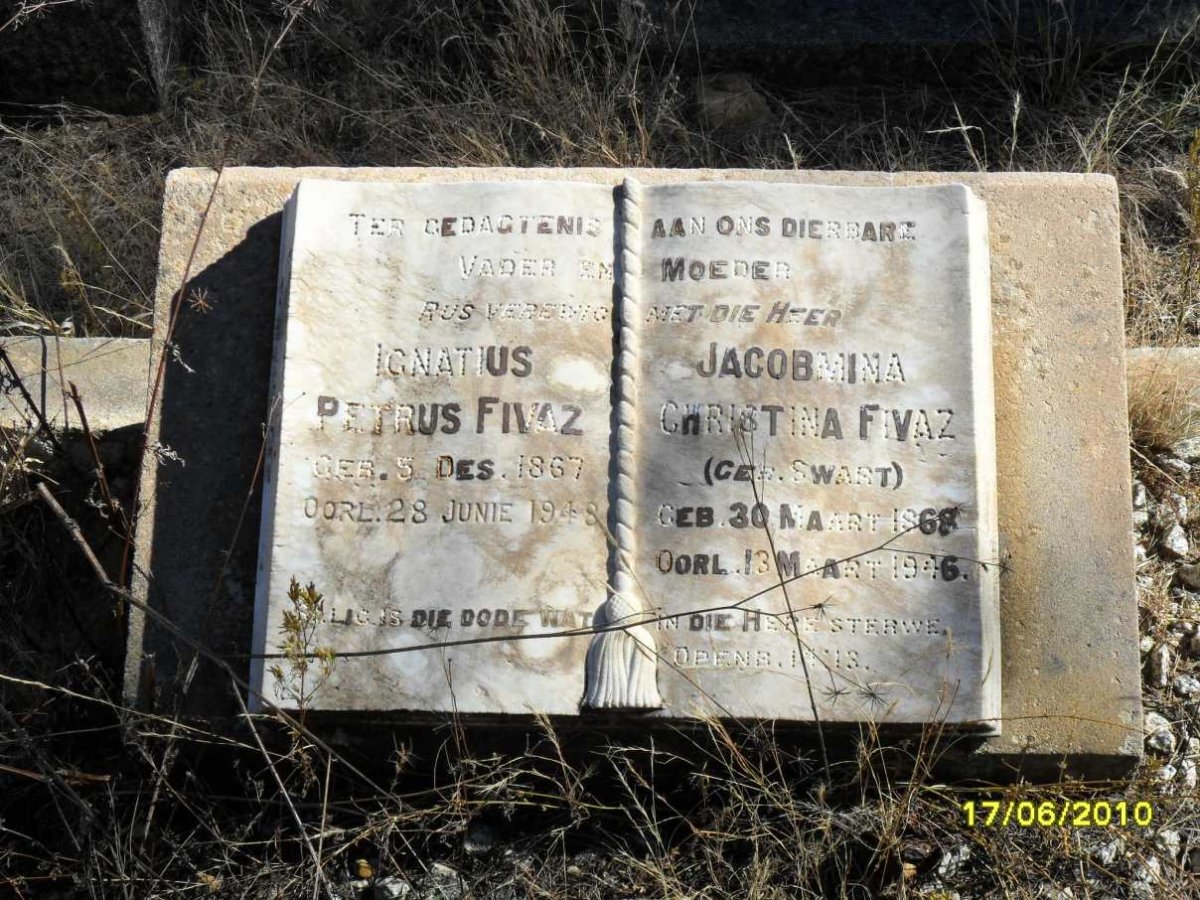 TER GEDAGTENIS AAN ONS DIERBARE
VADER EN MOEDER
RUS VEREWIG MET DIE HEER
IGNATIUS
PETRUS FIVAZ
GEB. 5 DES. 1867
OORL. 28 JUNIE 1948
JACOBMINA
CHRISTINA FIVAZ
(GEB. SWART)
GEB. 30 MAART 1868
OORL. 13 MAART 1946.
SALIG IS DIE DODE WAT IN DIE HERE STERWE.
OPENB. 14:13.
17/06/2010